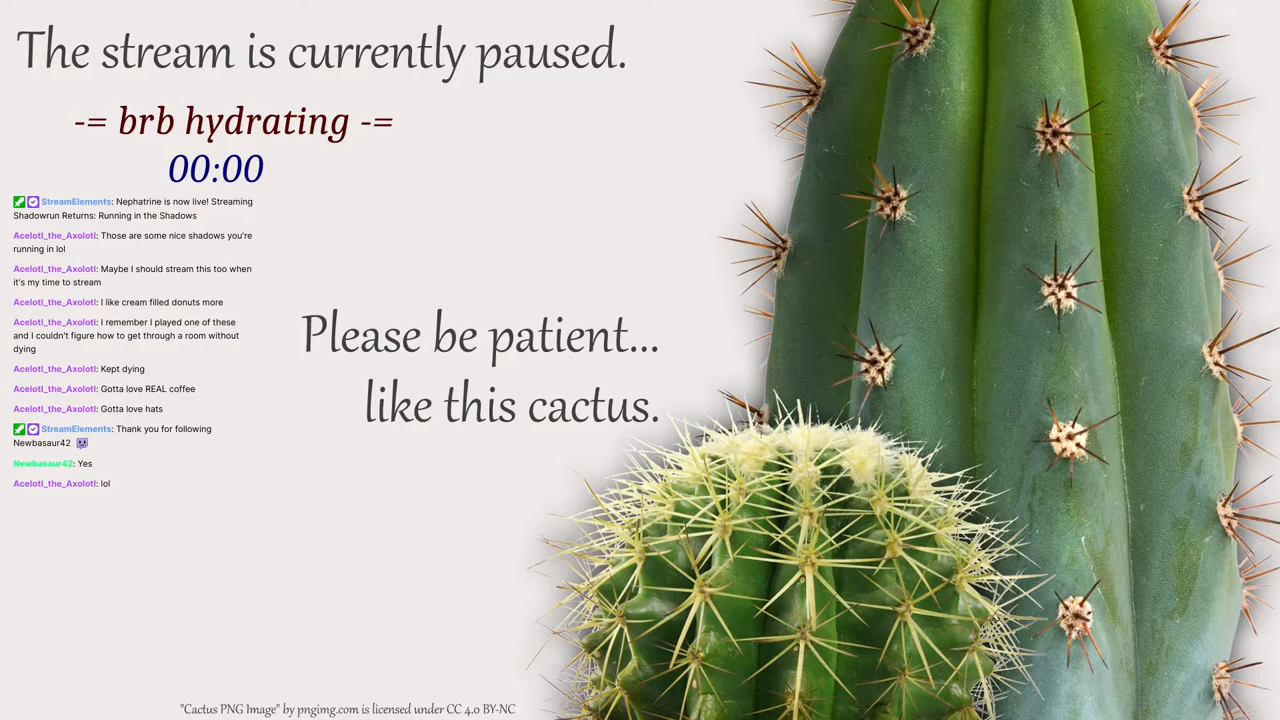 The stream is currently paused.
-= brb hydrating -=
00:00
StreamElements: Nephatrine is now live! Streaming
Shadowrun Returns: Running in the Shadows
Acelotl_the_Axolotl: Those are some nice shadows you're
running in lol
Acelotl_the_Axolotl: Maybe I should stream this too when
it's my time to stream
Acelotl_the_Axolotl: I like cream filled donuts more
Acelotl_the_Axolotl: I remember I played one of these
and I couldn't figure how to get through a room without
dying
Acelotl_the_Axolotl: Kept dying
Acelotl_the_Axolotl: Gotta love REAL coffee
Acelotl_the_Axolotl: Gotta love hats
StreamElements: Thank you for following
Newbasaur42
Newbasaur42: Yes
Acelotl_the_Axolotl: lol
Please be patient...
like this cactus.
"Cactus PNG Image" by pngimg.com is licensed under CC 4.0 BY-NC